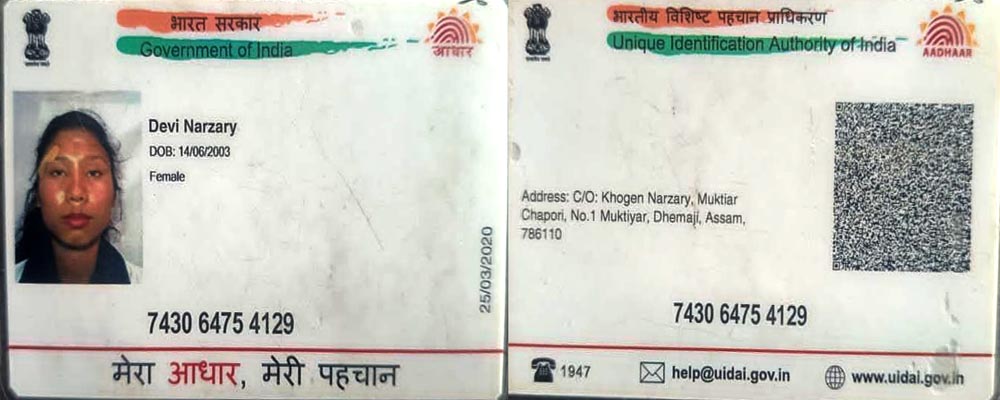 भारत सरकार
Government of India
आधार
Devi Narzary
DOB: 14/06/2003
Female
25/03/2020
7430 6475 4129
मेरा आधार, मेरी पहचान
भारतीय विशिष्ट पहचान प्राधिकरण
Unique Identification Authority of India
AADHAAR
Address: C/O: Khogen Narzary, Muktiar
Chapori, No.1 Muktiyar, Dhemaji, Assam,
786110
7430 6475 4129
1947
help@uidai.gov.in
www.uidai.gov.in